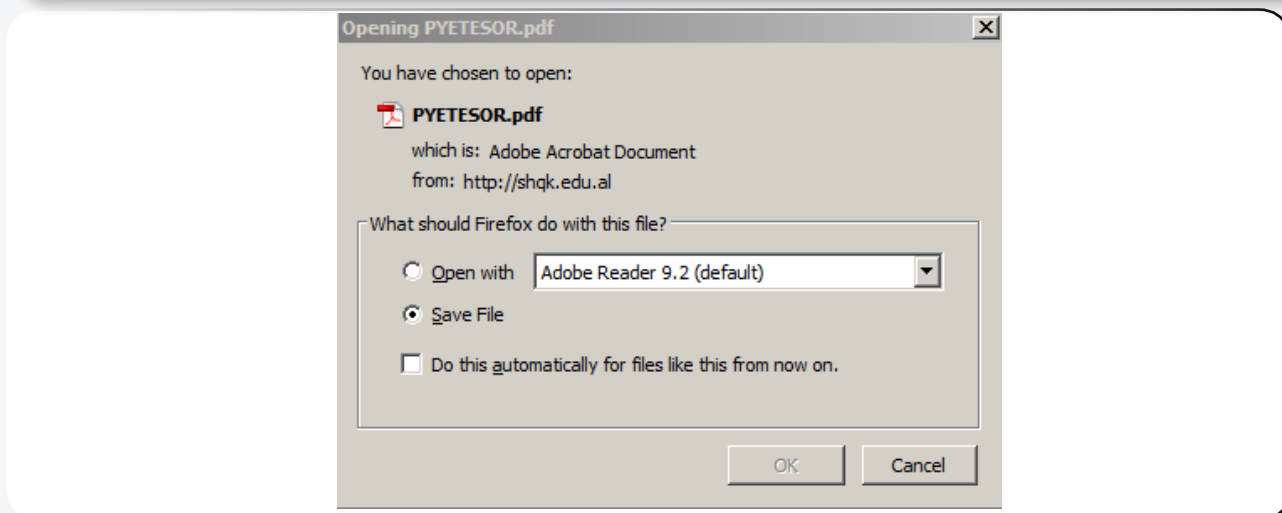 Opening PYETESOR.pdf
You have chosen to open:
PYETESOR.pdf
which is: Adobe Acrobat Document
from: http://shqk.edu.al
What should Firefox do with this file?
Open with Adobe Reader 9.2 (default)
Save File
Do this automatically for files like this from now on.
OK Cancel